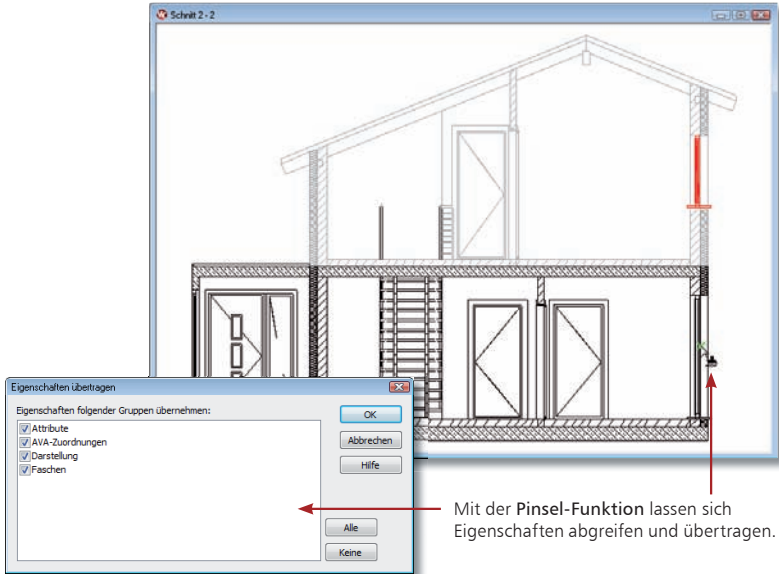 Schnitt 2 - 2
Eigenschaften übertragen
Eigenschaften folgender Gruppen übernehmen:
Attribute
AVA-Zuordnungen
Darstellung
Faschen
OK
Abbrechen
Hilfe
Alle
Keine
Mit der Pinsel-Funktion lassen sich
Eigenschaften abgreifen und übertragen.